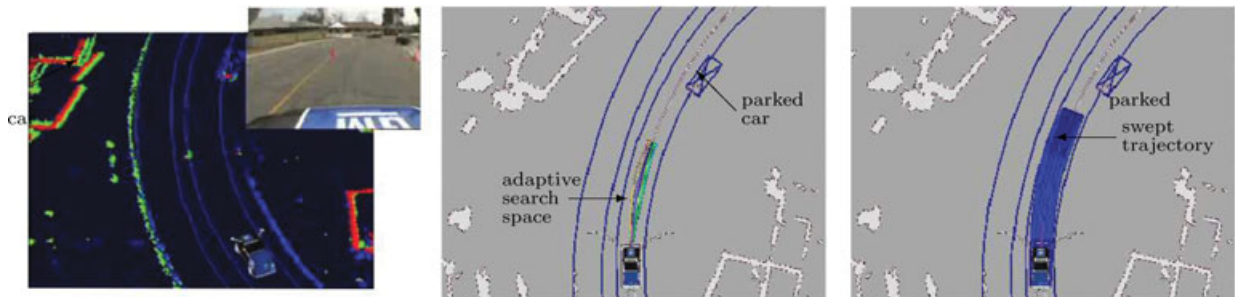 ca
parked
car
adaptive
search
space
parked
swept
trajectory